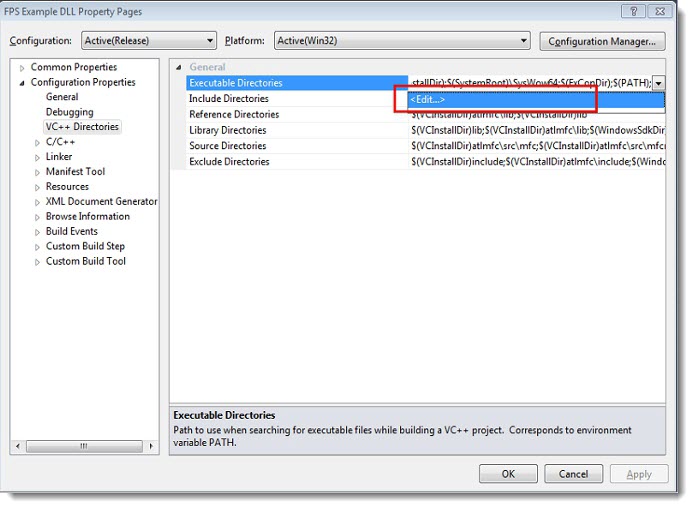 FPS Example DLL Property Pages
Configuration: Active(Release) Platform: Active(Win32) Configuration Manager...
Common Properties
Configuration Properties
General
Debugging
VC++ Directories
C/C++
Linker
Manifest Tool
Resources
XML Document Generator
Browse Information
Build Events
Custom Build Step
Custom Build Tool
General
Executable Directories stallDir);$(SystemRoot)\SysWow64;$(FxCopDir);$(PATH);
Include Directories <Edit...>
Reference Directories $(VCInstallDir)atlmfc\lib;$(VCInstallDir)lib
Library Directories $(VCInstallDir)lib;$(VCInstallDir)atlmfc\lib;$(WindowsSdkDir
Source Directories $(VCInstallDir)atlmfc\src\mfc;$(VCInstallDir)atlmfc\src\mfcm
Exclude Directories $(VCInstallDir)include;$(VCInstallDir)atlmfc\include;$(Windo
Executable Directories
Path to use when searching for executable files while building a VC++ project. Corresponds to environment
variable PATH.
OK Cancel Apply